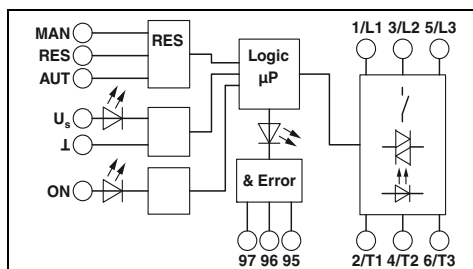 MAN
RES
AUT
RES
Us
⊥
ON
Logic
µP
& Error
97 96 95
1/L1 3/L2 5/L3
2/T1 4/T2 6/T3